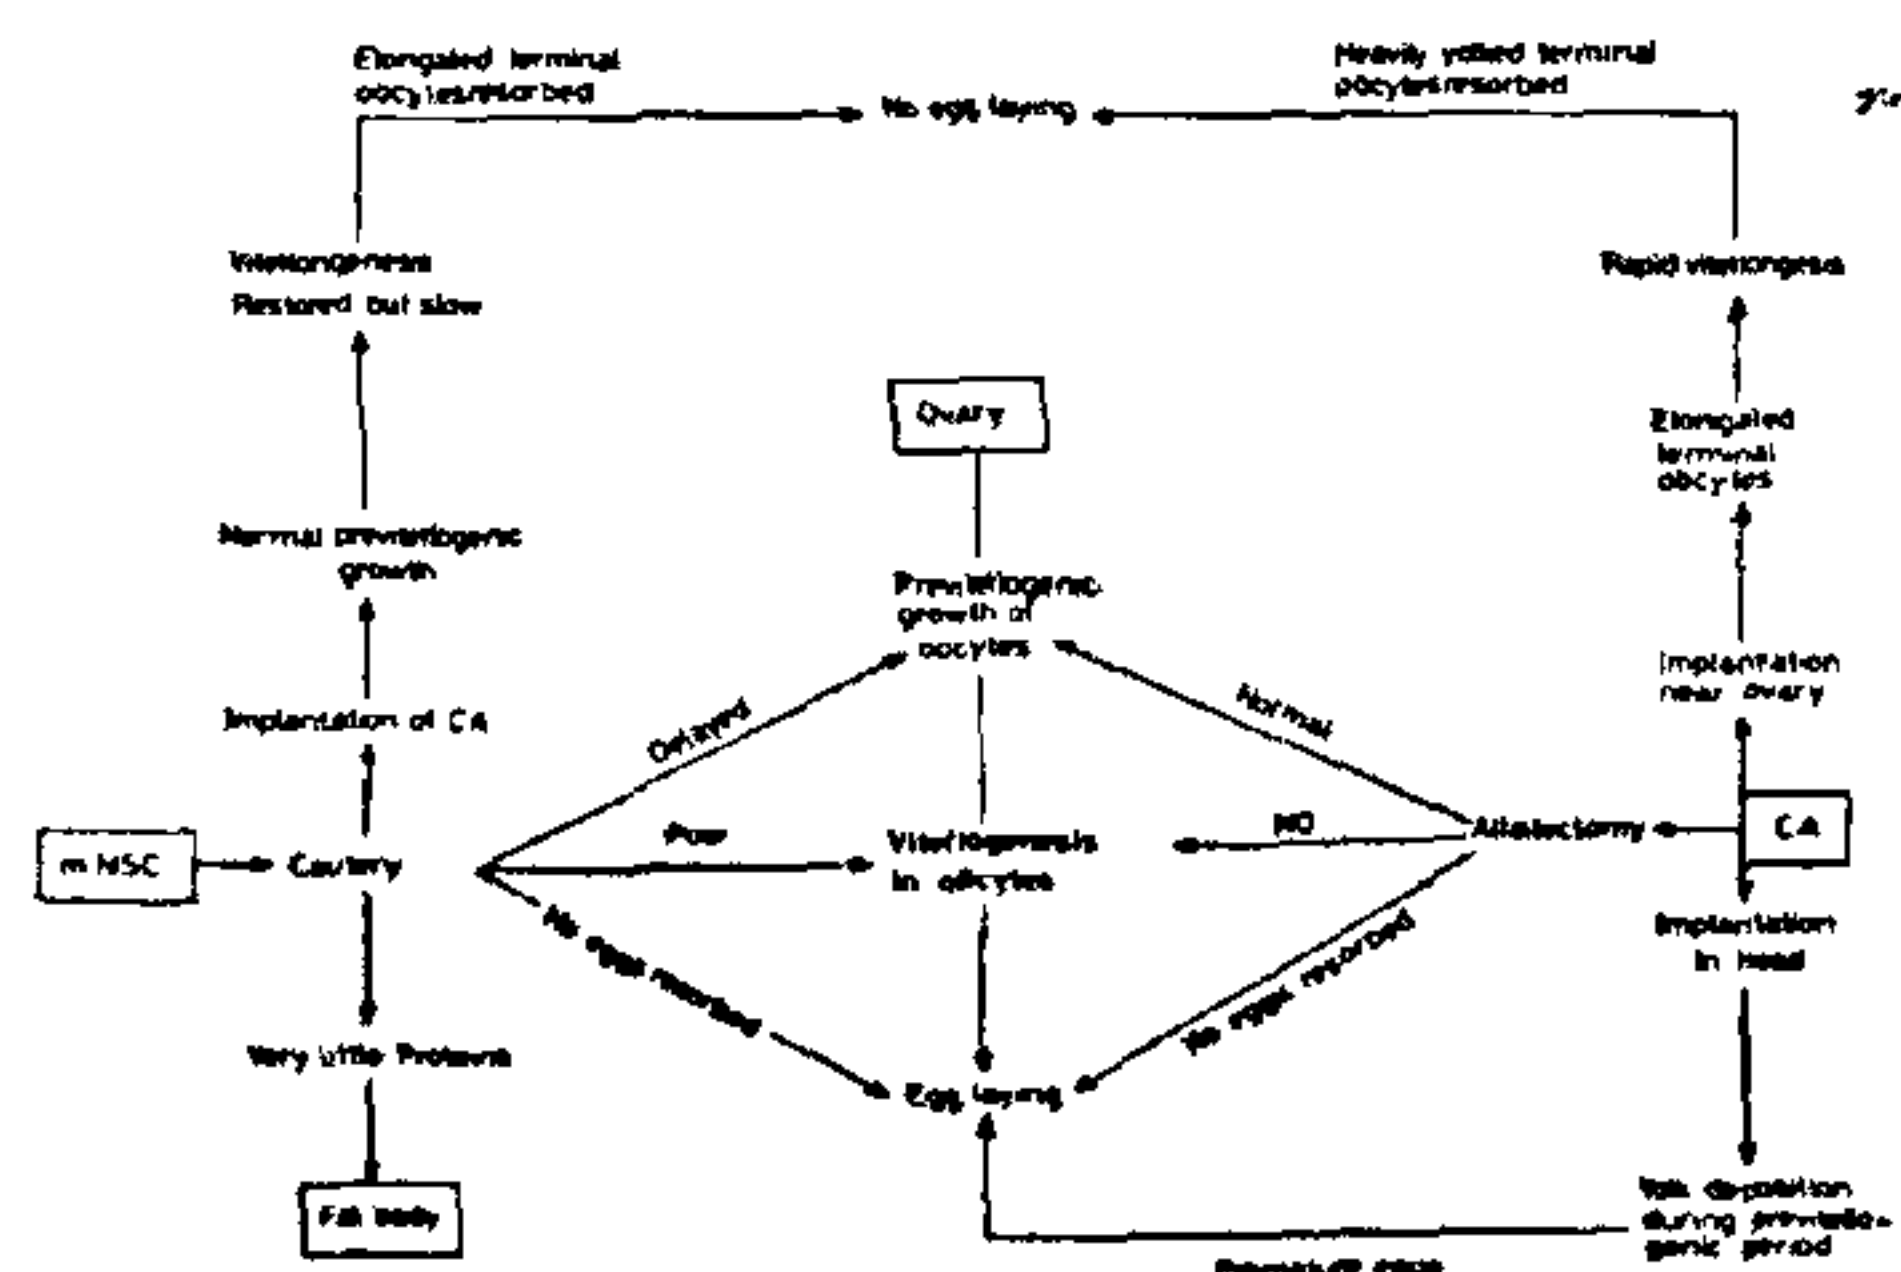 Elongated terminal
oocytes resorbed
No egg laying
Heavily yolked terminal
oocytes resorbed
Vitellogenesis
Restored but slow
Rapid
Ovary
Elongated
terminal
oocytes
Normal previtellogenic
growth
Previtellogenic
growth of
oocytes
Implantation
near ovary
Implantation of CA
Delayed
Normal
m NSC
Cautery
Poor
Vitellogenesis
in oocytes
NO
Allatectomy
CA
Implantation
in head
No eggs
No eggs resorbed
Very Little Proteins
Egg laying
Fat body
Yolk deposition
during
genic period